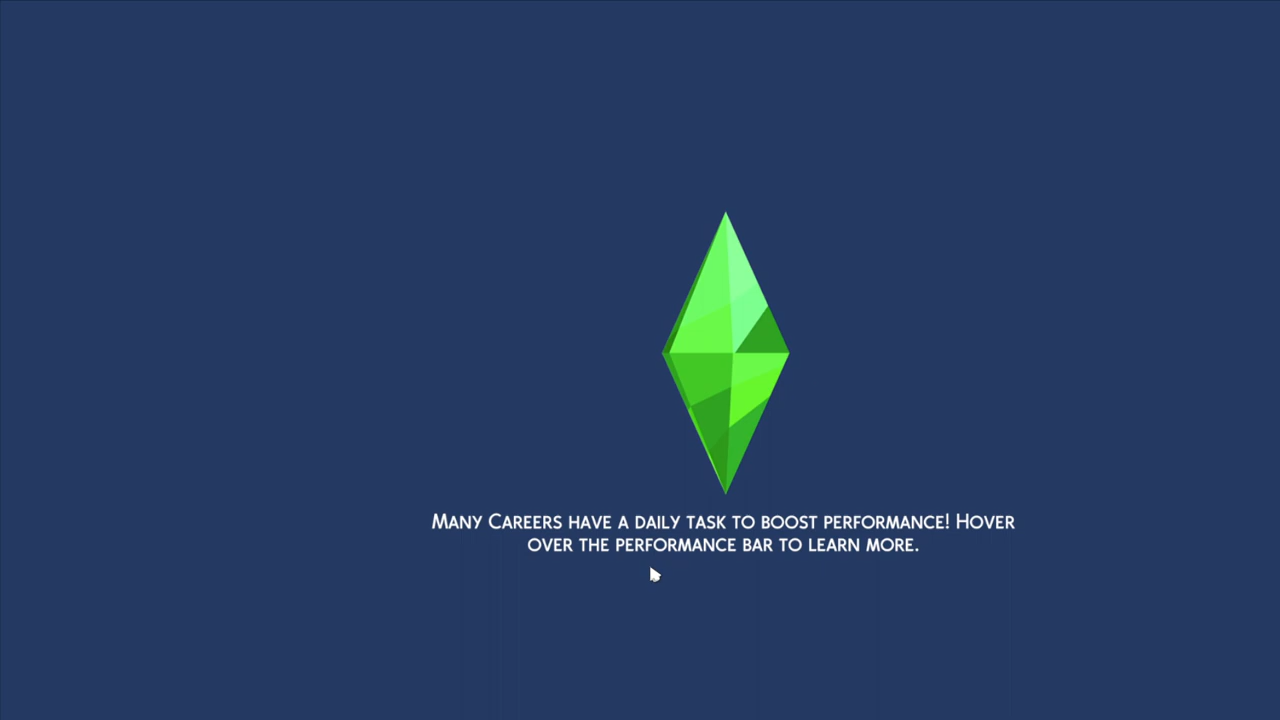 Many Careers have a daily task to boost performance! Hover
over the performance bar to learn more.